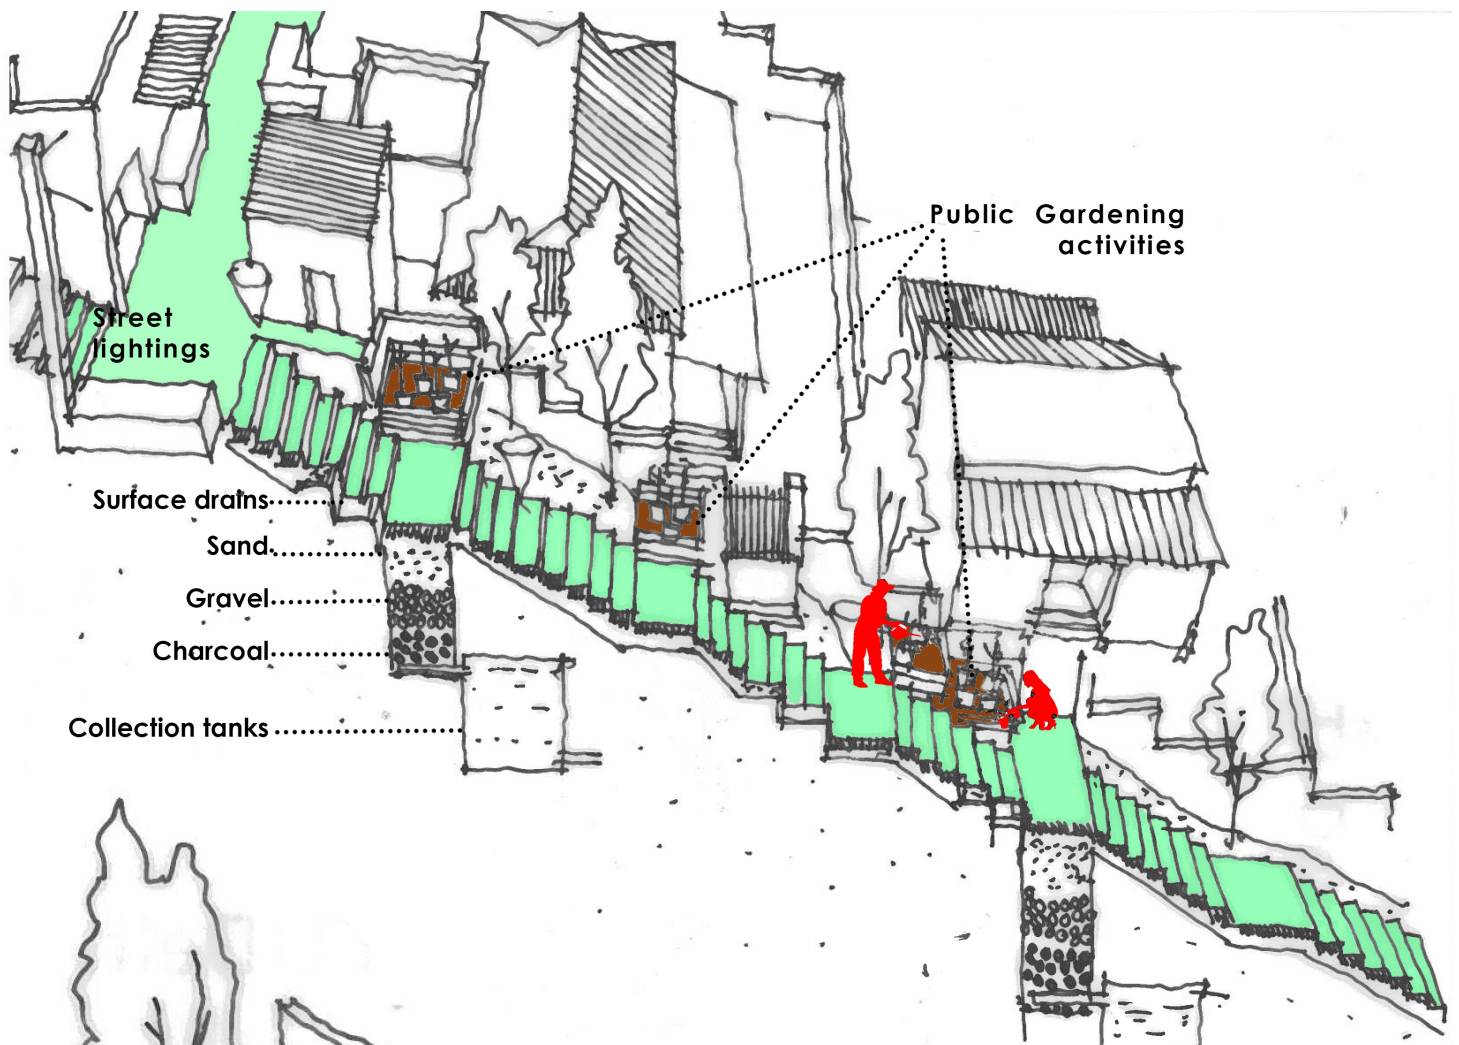 Public Gardening
activities
Street
lightings
Surface drains
Sand
Gravel
Charcoal
Collection tanks